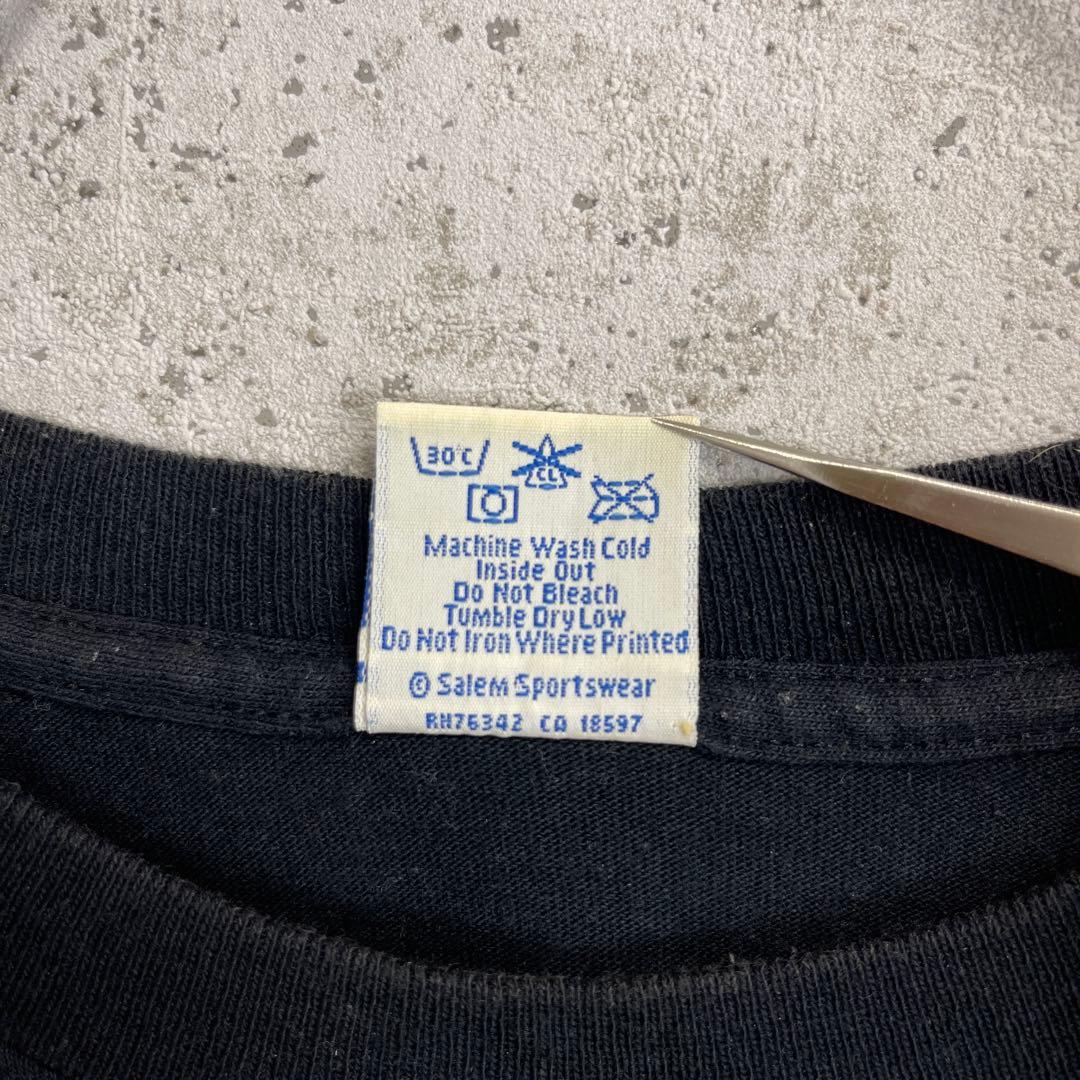 30°C
CL
Machine Wash Cold
Inside Out
Do Not Bleach
Tumble Dry Low
Do Not Iron Where Printed
© Salem Sportswear
RN76342 CA 18597